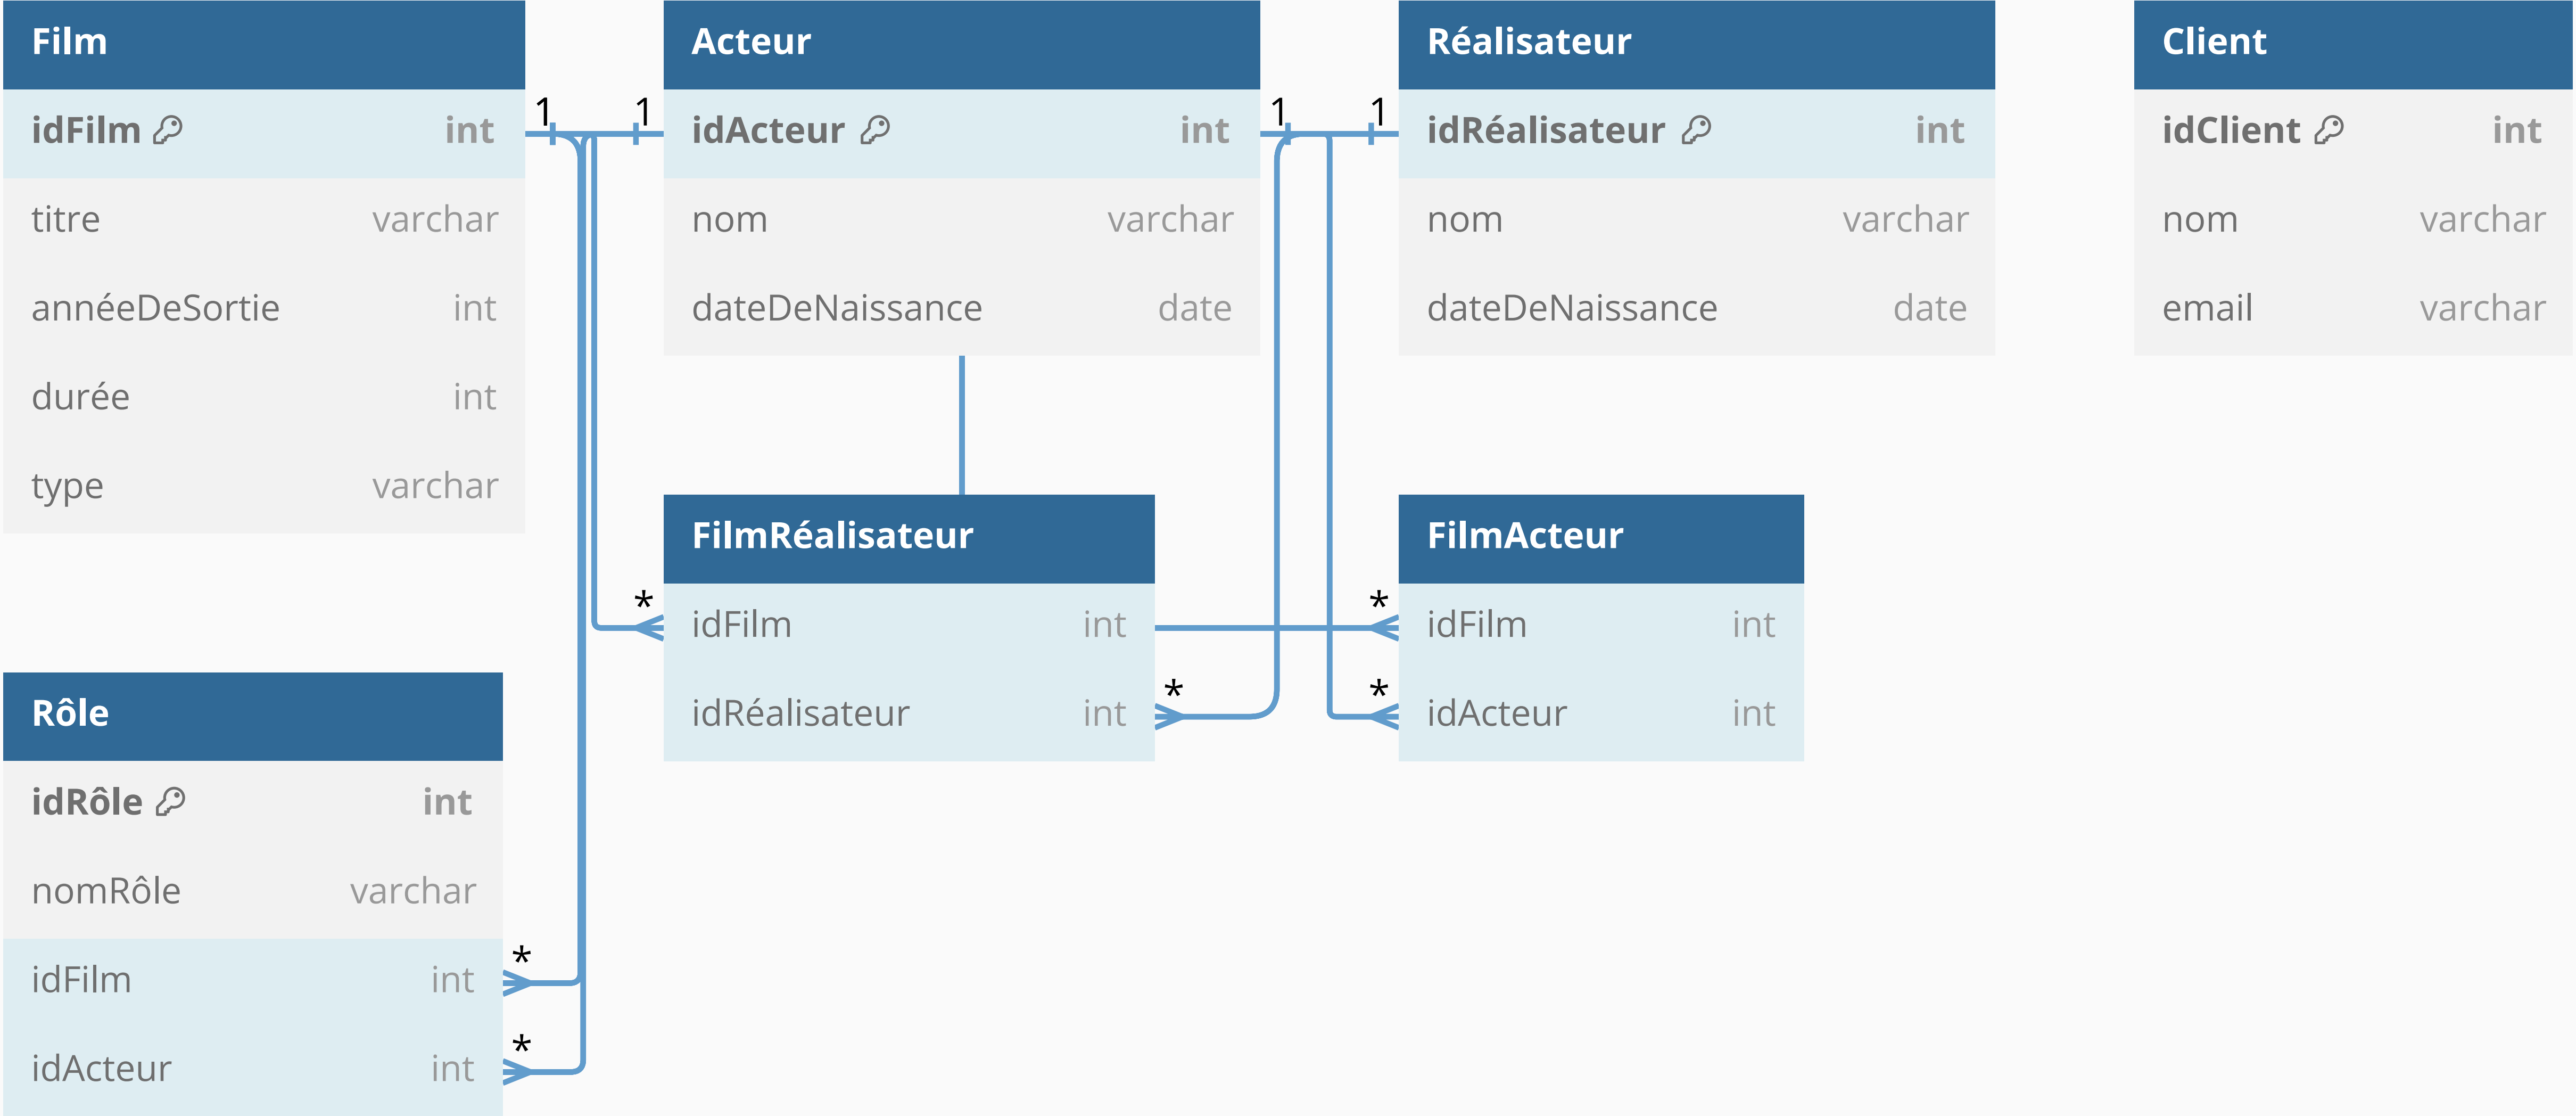 Film
idFilm int
titre varchar
annéeDeSortie int
durée int
type varchar
1 1
Acteur
idActeur int
nom varchar
dateDeNaissance date
1 1
Réalisateur
idRéalisateur int
nom varchar
dateDeNaissance date
Client
idClient int
nom varchar
email varchar
FilmRéalisateur
* idFilm int
idRéalisateur int *
FilmActeur
* idFilm int
* idActeur int
Rôle
idRôle int
nomRôle varchar
idFilm int *
idActeur int *